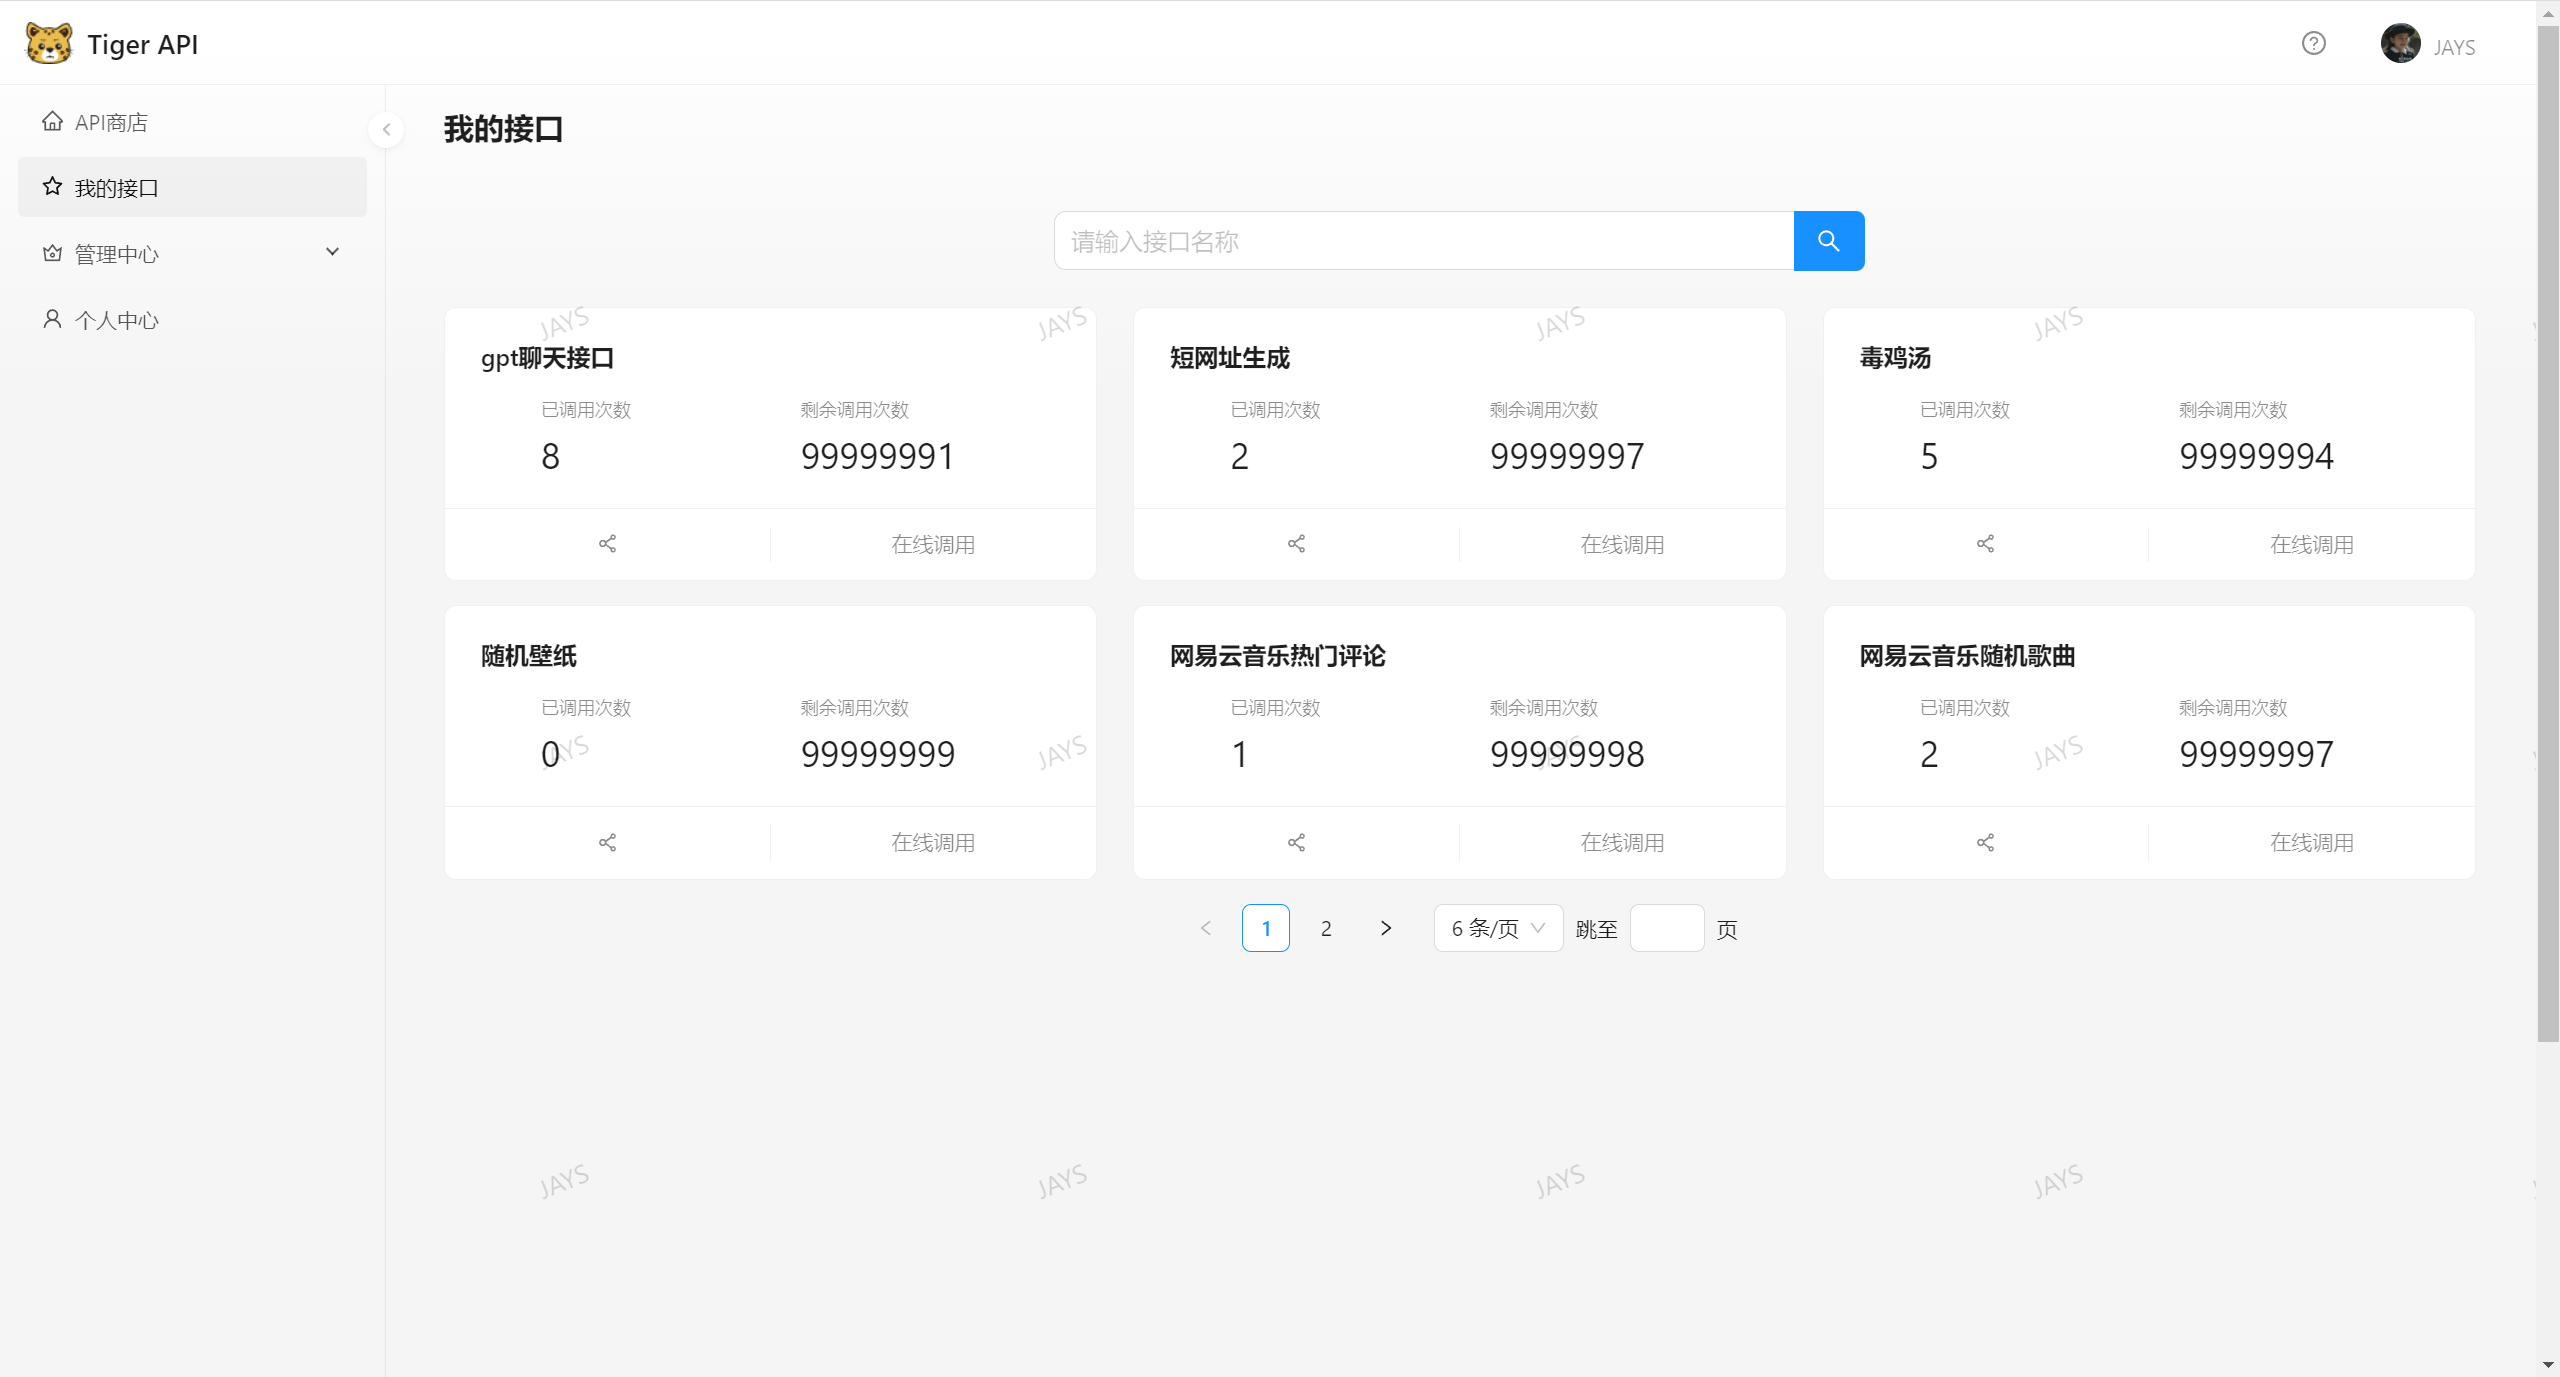 Tiger API
JAYS
API商店
我的接口
管理中心
个人中心
我的接口
请输入接口名称
gpt聊天接口
已调用次数 剩余调用次数
8 99999991
在线调用
短网址生成
已调用次数 剩余调用次数
2 99999997
在线调用
毒鸡汤
已调用次数 剩余调用次数
5 99999994
在线调用
随机壁纸
已调用次数 剩余调用次数
0 99999999
在线调用
网易云音乐热门评论
已调用次数 剩余调用次数
1 99999998
在线调用
网易云音乐随机歌曲
已调用次数 剩余调用次数
2 99999997
在线调用
1 2 6 条/页 跳至 页
JAYS JAYS JAYS JAYS
JAYS JAYS JAYS JAYS
JAYS JAYS JAYS JAYS